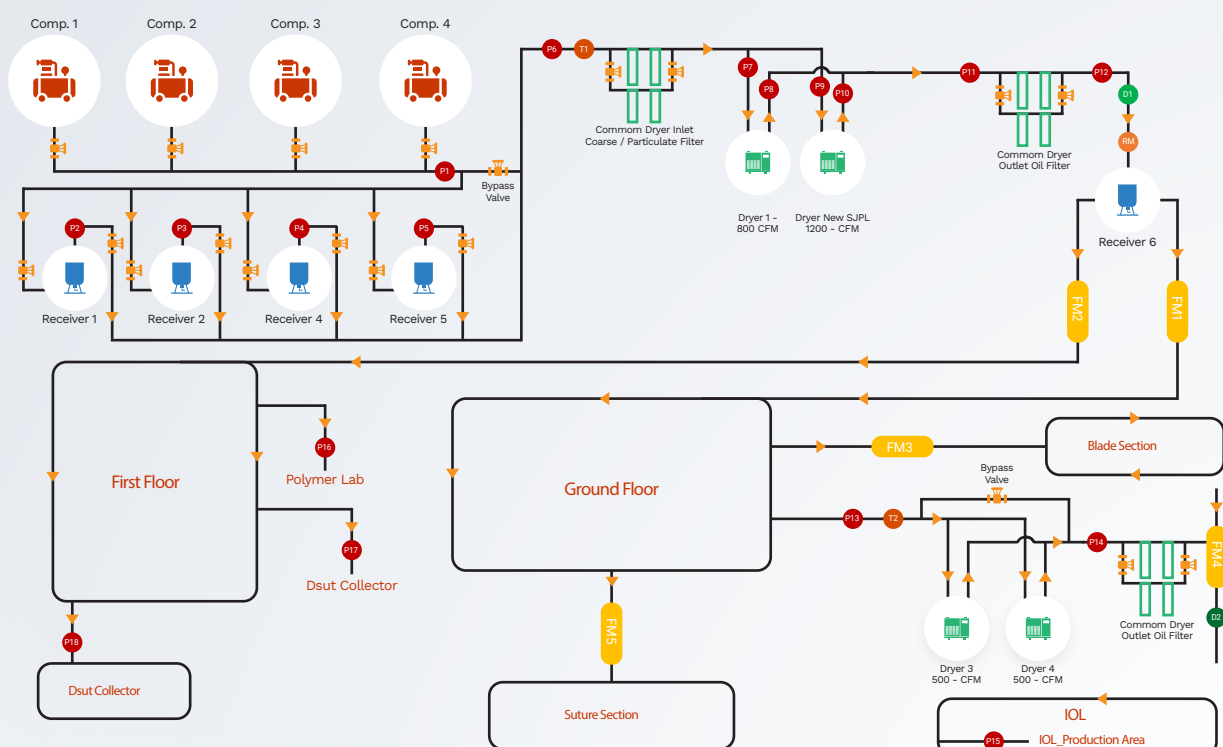 Comp. 1
Comp. 2
Comp. 3
Comp. 4
P6
T1
P7
P8
P9
P10
P11
P12
D1
RM
Commom Dryer Inlet
Coarse / Particulate Filter
Commom Dryer
Outlet Oil Filter
P1
Bypass
Valve
Dryer 1 -
800 CFM
Dryer New SJPL
1200 - CFM
Receiver 6
P2
P3
P4
P5
Receiver 1
Receiver 2
Receiver 4
Receiver 5
FM2
FM1
First Floor
P16
Polymer Lab
P17
Dsut Collector
P18
Dsut Collector
Ground Floor
FM3
Blade Section
Bypass
Valve
P13
T2
P14
FM4
D2
Commom Dryer
Outlet Oil Filter
Dryer 3
500 - CFM
Dryer 4
500 - CFM
FM5
Suture Section
IOL
P15
IOL_Production Area